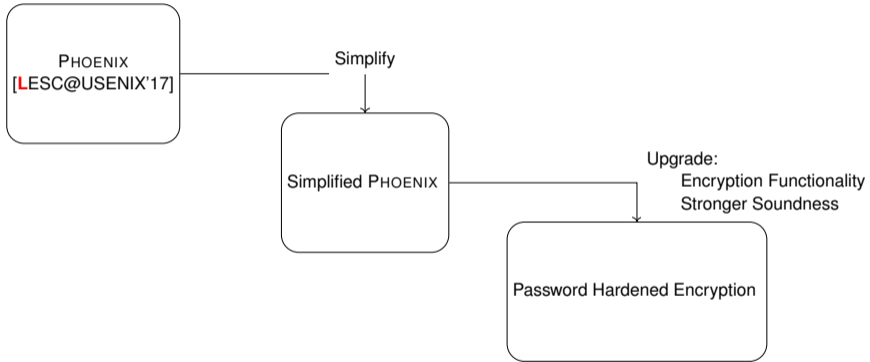 PHOENIX
[LESC@USENIX'17]
Simplify
Simplified PHOENIX
Upgrade:
Encryption Functionality
Stronger Soundness
Password Hardened Encryption